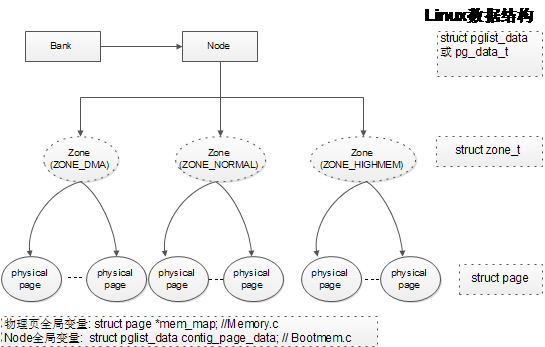 Linux数据结构
Bank
Node
struct pglist_data
或 pg_data_t
Zone
(ZONE_DMA)
Zone
(ZONE_NORMAL)
Zone
(ZONE_HIGHMEM)
struct zone_t
physical
page
physical
page
physical
page
physical
page
physical
page
physical
page
struct page
物理页全局变量: struct page *mem_map; //Memory.c
Node全局变量: struct pglist_data contig_page_data; // Bootmem.c